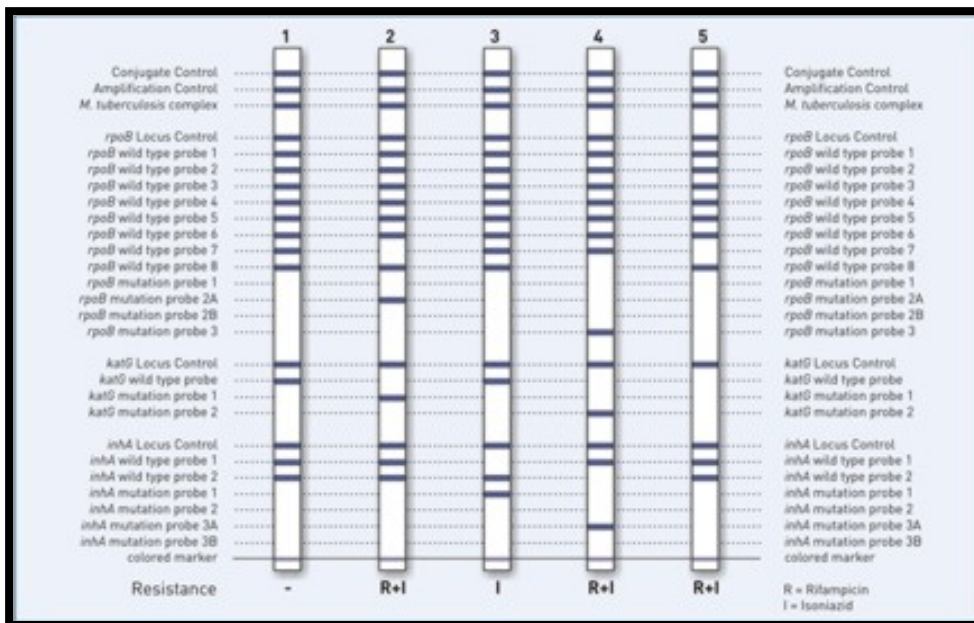 1 2 3 4 5
Conjugate Control Conjugate Control
Amplification Control Amplification Control
M. tuberculosis complex M. tuberculosis complex
rpoB Locus Control rpoB Locus Control
rpoB wild type probe 1 rpoB wild type probe 1
rpoB wild type probe 2 rpoB wild type probe 2
rpoB wild type probe 3 rpoB wild type probe 3
rpoB wild type probe 4 rpoB wild type probe 4
rpoB wild type probe 5 rpoB wild type probe 5
rpoB wild type probe 6 rpoB wild type probe 6
rpoB wild type probe 7 rpoB wild type probe 7
rpoB wild type probe 8 rpoB wild type probe 8
rpoB mutation probe 1 rpoB mutation probe 1
rpoB mutation probe 2A rpoB mutation probe 2A
rpoB mutation probe 2B rpoB mutation probe 2B
rpoB mutation probe 3 rpoB mutation probe 3
katG Locus Control katG Locus Control
katG wild type probe katG wild type probe
katG mutation probe 1 katG mutation probe 1
katG mutation probe 2 katG mutation probe 2
inhA Locus Control inhA Locus Control
inhA wild type probe 1 inhA wild type probe 1
inhA wild type probe 2 inhA wild type probe 2
inhA mutation probe 1 inhA mutation probe 1
inhA mutation probe 2 inhA mutation probe 2
inhA mutation probe 3A inhA mutation probe 3A
inhA mutation probe 3B inhA mutation probe 3B
colored marker colored marker
Resistance - R+I I R+I R+I R = Rifampicin
I = Isoniazid